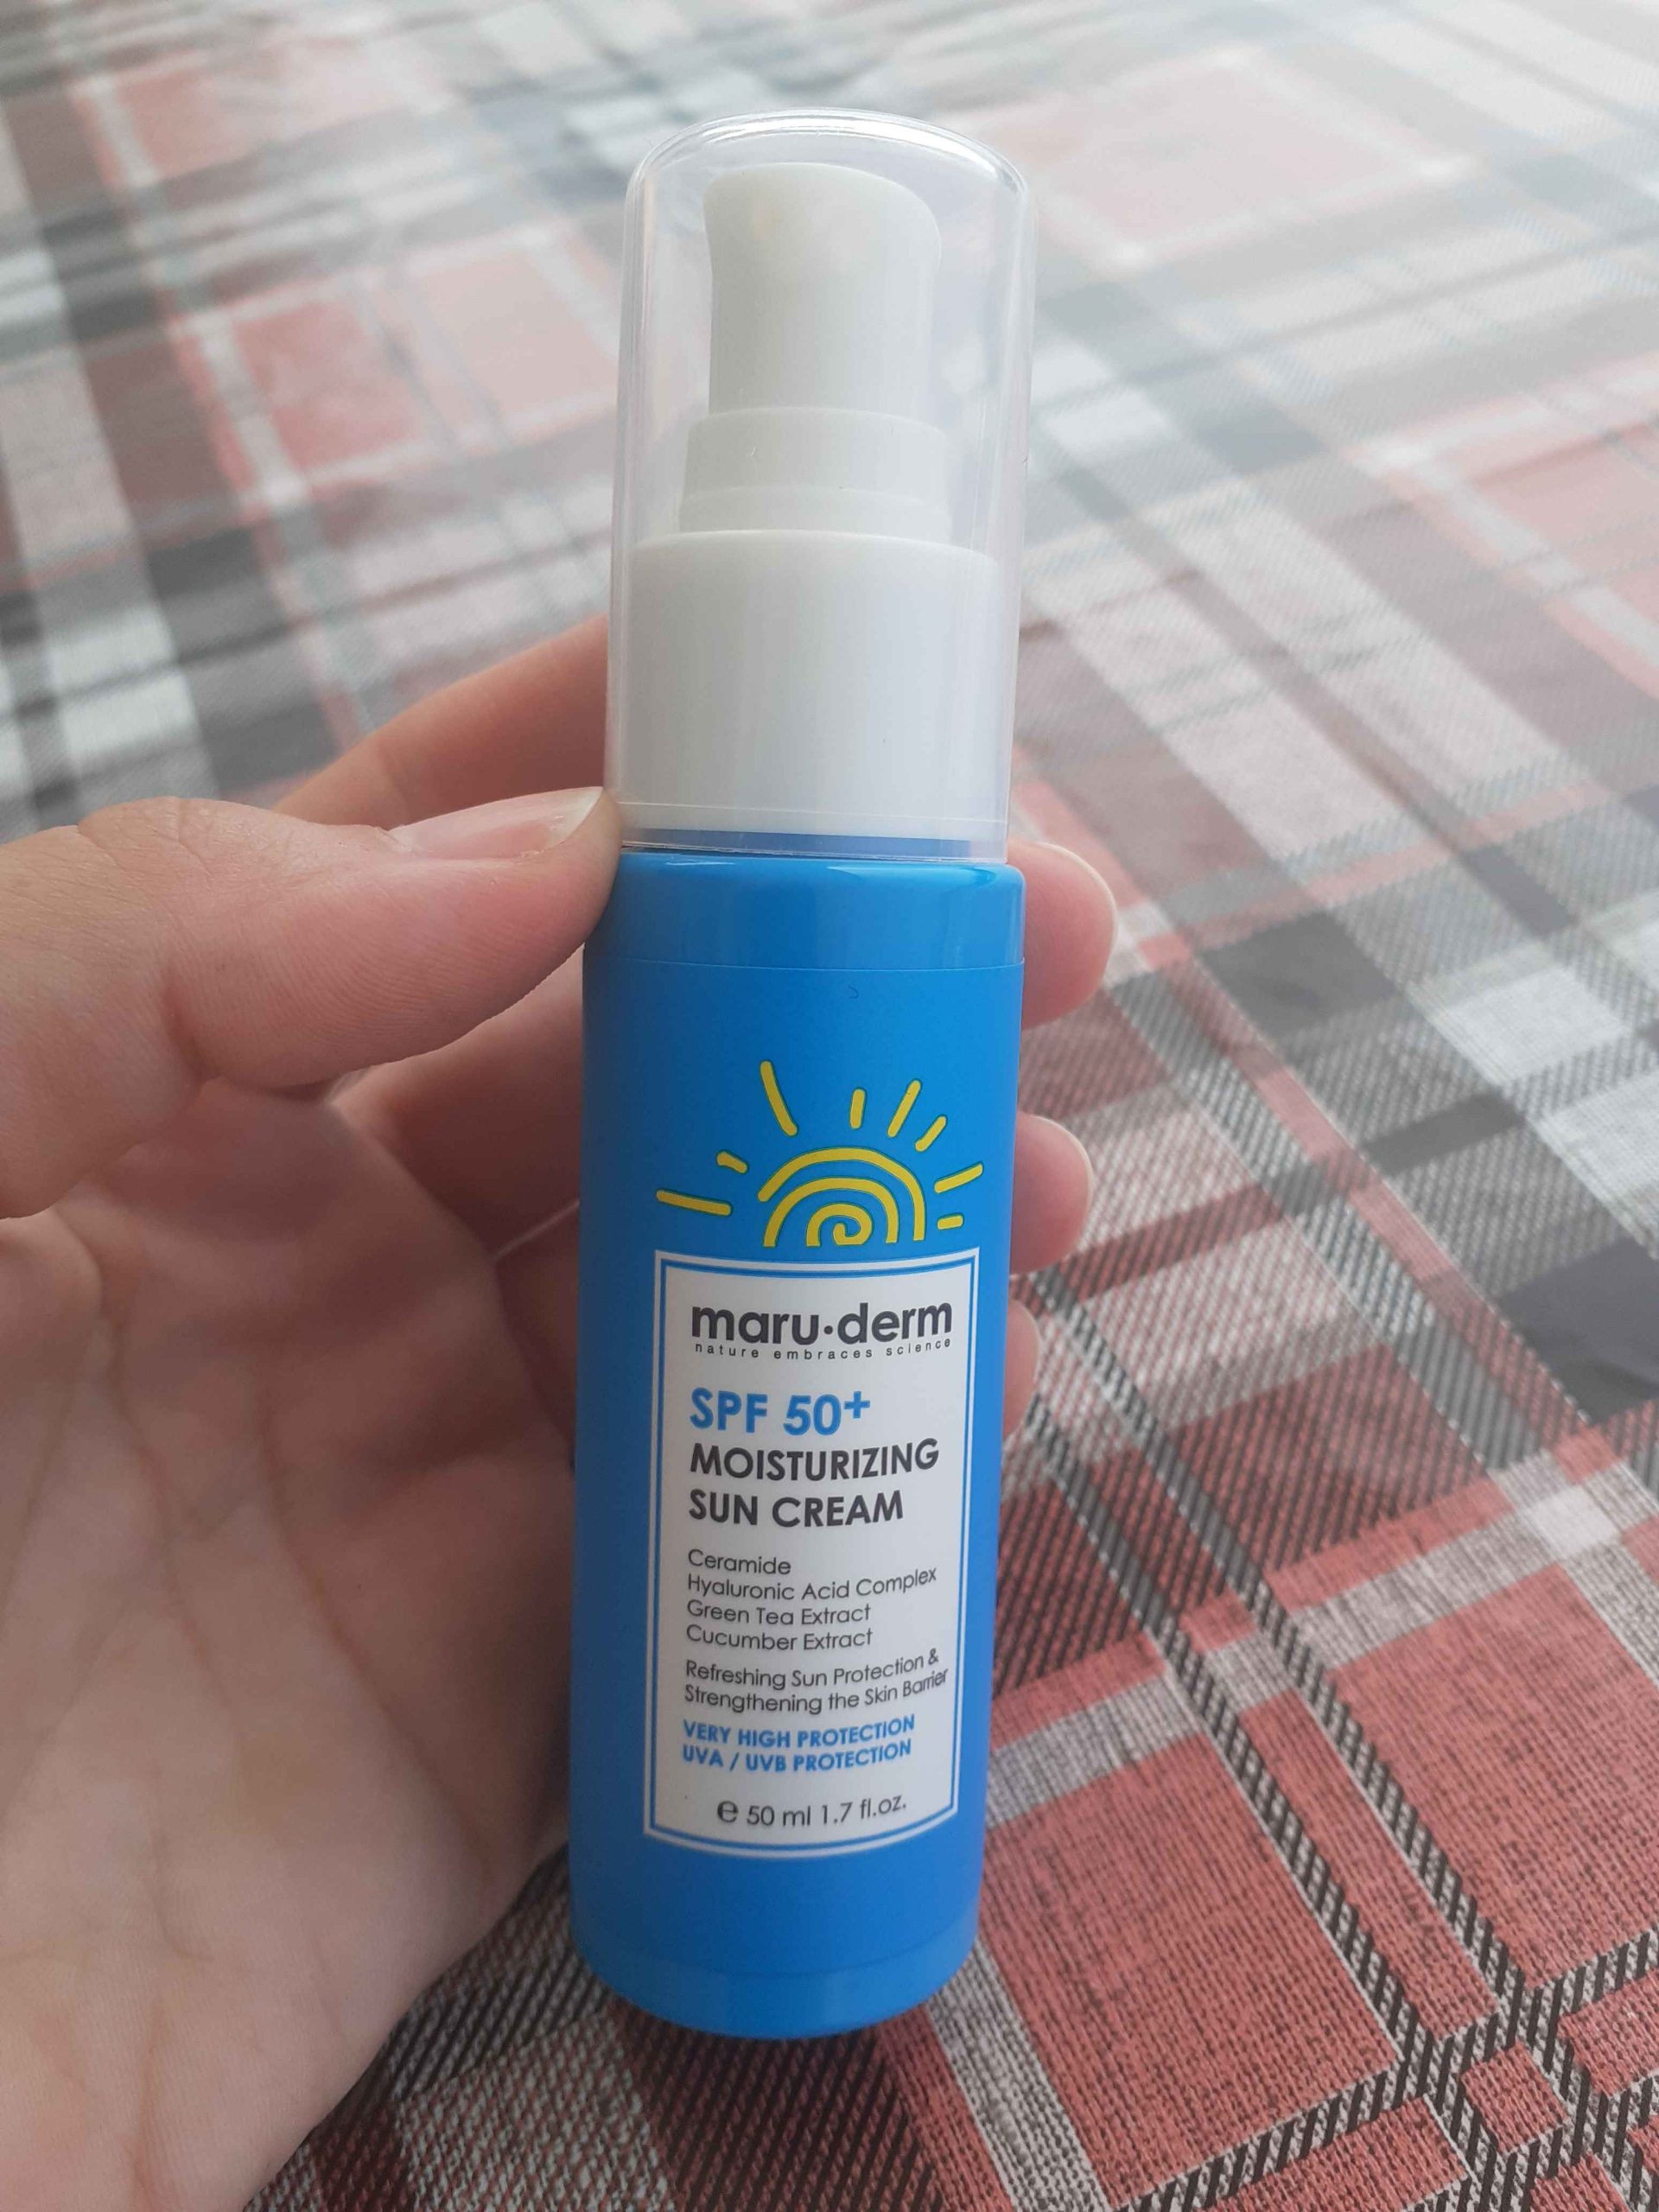 maru·derm
nature embraces science
SPF 50+
MOISTURIZING
SUN CREAM
Ceramide
Hyaluronic Acid Complex
Green Tea Extract
Cucumber Extract
Refreshing Sun Protection &
Strengthening the Skin Barrier
VERY HIGH PROTECTION
UVA / UVB PROTECTION
℮ 50 ml 1.7 fl.oz.